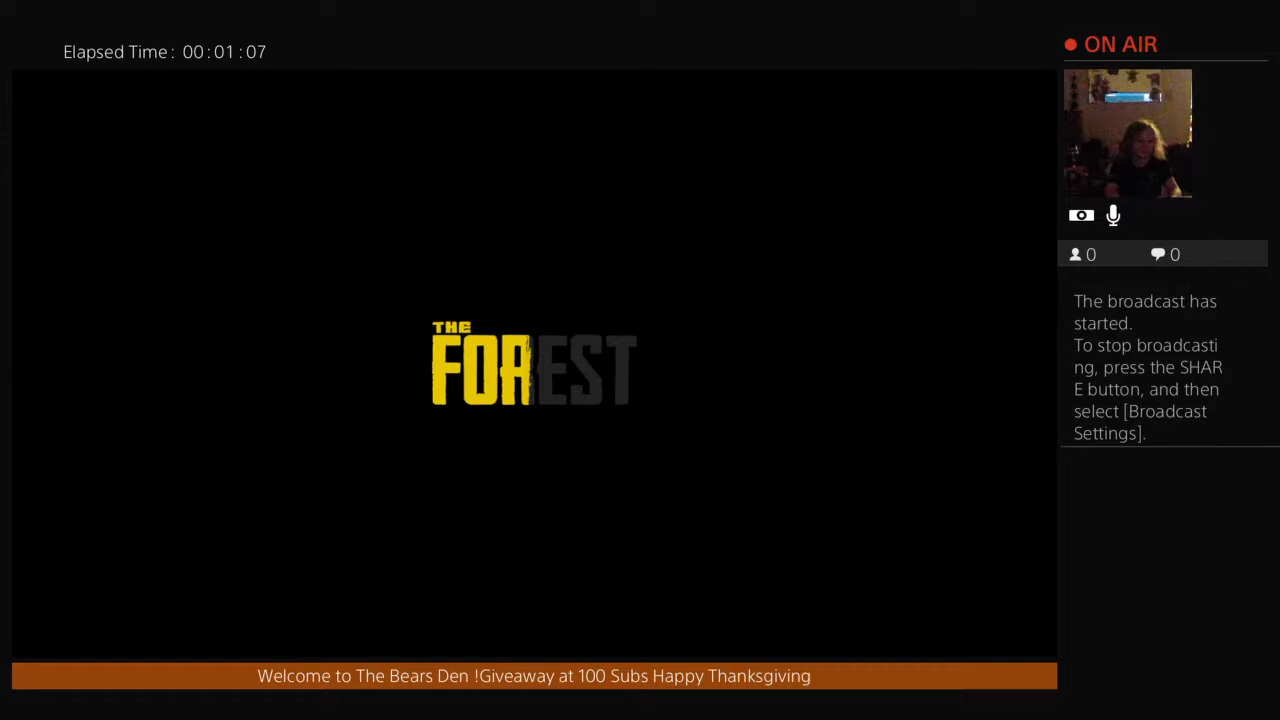 Elapsed Time: 00:01:07
ON AIR
0 0
The broadcast has
started.
To stop broadcasti
ng, press the SHAR
E button, and then
select [Broadcast
Settings].
THE
FOREST
Welcome to The Bears Den !Giveaway at 100 Subs Happy Thanksgiving